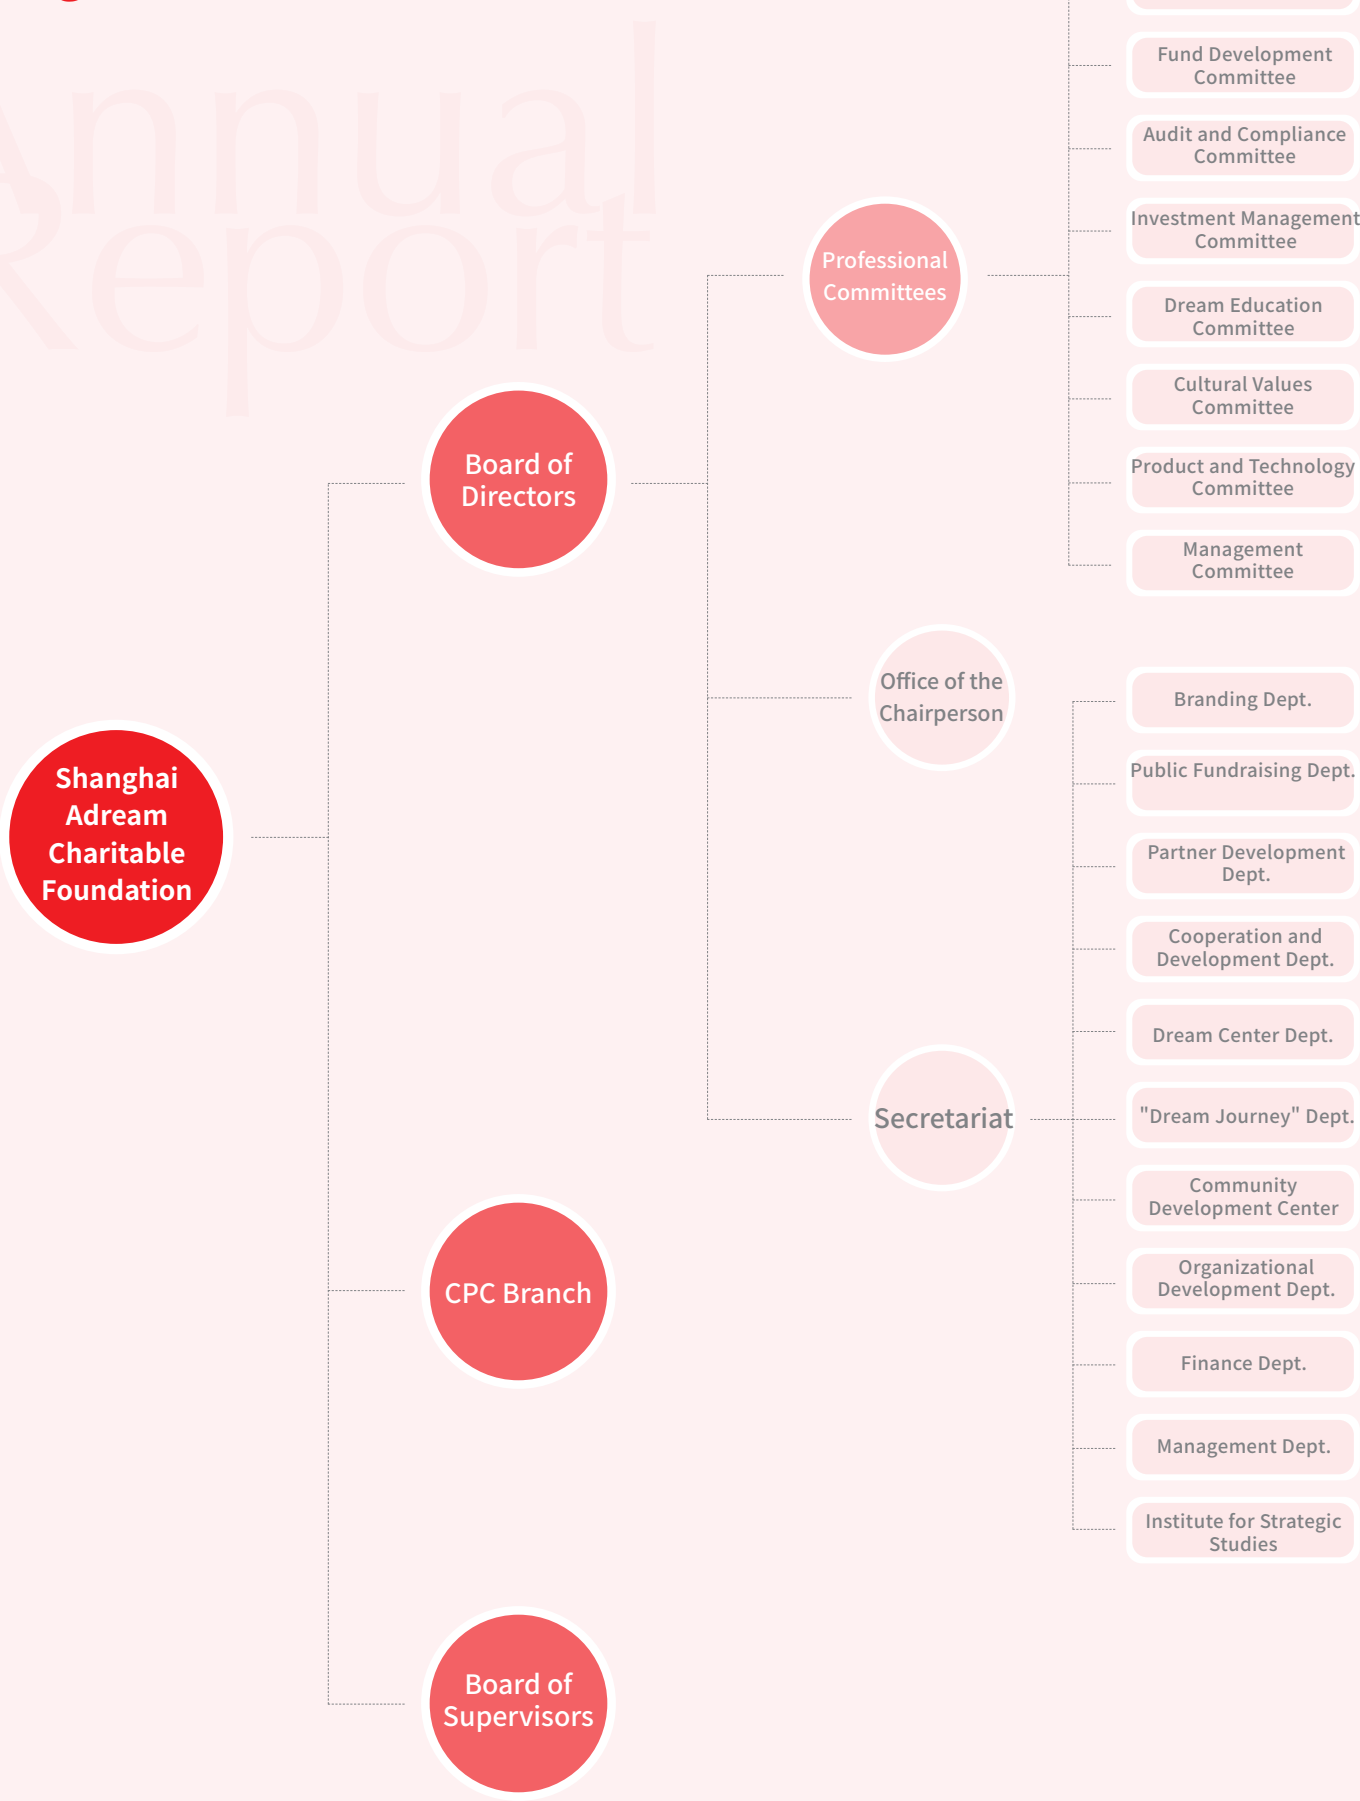 Annual
Report
Fund Development
Committee
Audit and Compliance
Committee
Investment Management
Committee
Professional
Committees
Dream Education
Committee
Cultural Values
Committee
Product and Technology
Committee
Management
Committee
Board of
Directors
Office of the
Chairperson
Shanghai
Adream
Charitable
Foundation
Branding Dept.
Public Fundraising Dept.
Partner Development
Dept.
Cooperation and
Development Dept.
Dream Center Dept.
Secretariat
"Dream Journey" Dept.
Community
Development Center
Organizational
Development Dept.
Finance Dept.
Management Dept.
Institute for Strategic
Studies
CPC Branch
Board of
Supervisors